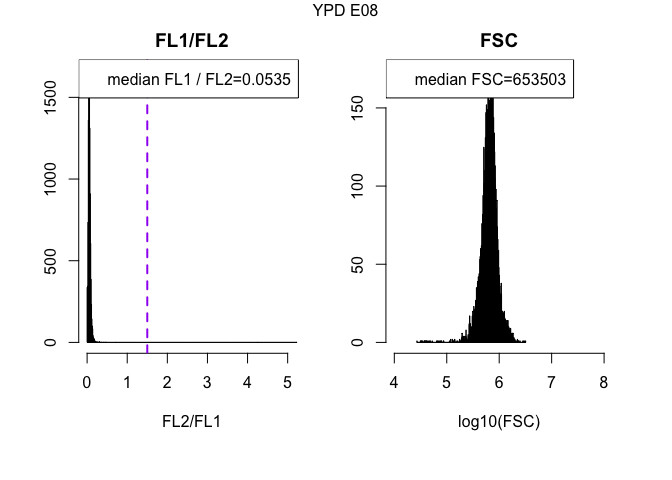 YPD E08
FL1/FL2
median FL1 / FL2=0.0535
0
500
1000
1500
0 1 2 3 4 5
FL2/FL1
FSC
median FSC=653503
0
50
100
150
4 5 6 7 8
log10(FSC)